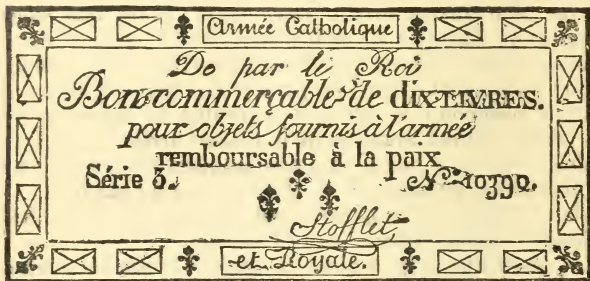 Armée Catholique
De par le Roi
Bon commerçable de DIX LIVRES.
pour objets fournis à l'armée
remboursable à la paix
Série 3. N.º 10390.
Stofflet
et Royale.